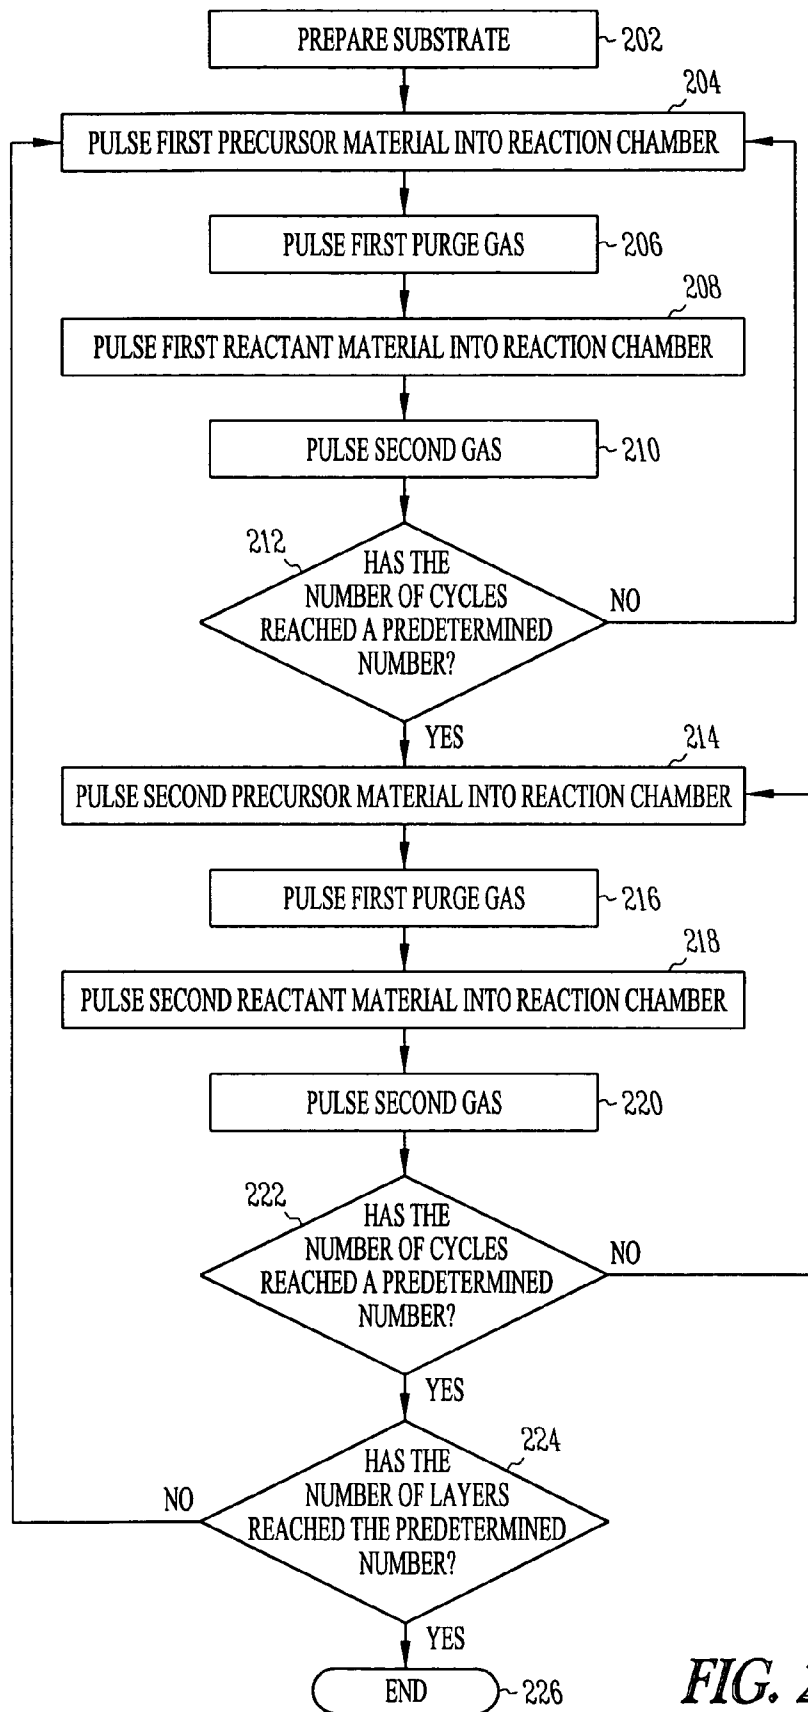 PREPARE SUBSTRATE
202
204
PULSE FIRST PRECURSOR MATERIAL INTO REACTION CHAMBER
PULSE FIRST PURGE GAS
206
208
PULSE FIRST REACTANT MATERIAL INTO REACTION CHAMBER
PULSE SECOND GAS
210
212
HAS THE
NUMBER OF CYCLES
REACHED A PREDETERMINED
NUMBER?
NO
YES
214
PULSE SECOND PRECURSOR MATERIAL INTO REACTION CHAMBER
PULSE FIRST PURGE GAS
216
218
PULSE SECOND REACTANT MATERIAL INTO REACTION CHAMBER
PULSE SECOND GAS
220
222
HAS THE
NUMBER OF CYCLES
REACHED A PREDETERMINED
NUMBER?
NO
YES
224
HAS THE
NUMBER OF LAYERS
REACHED THE PREDETERMINED
NUMBER?
NO
YES
END
226
FIG. 2